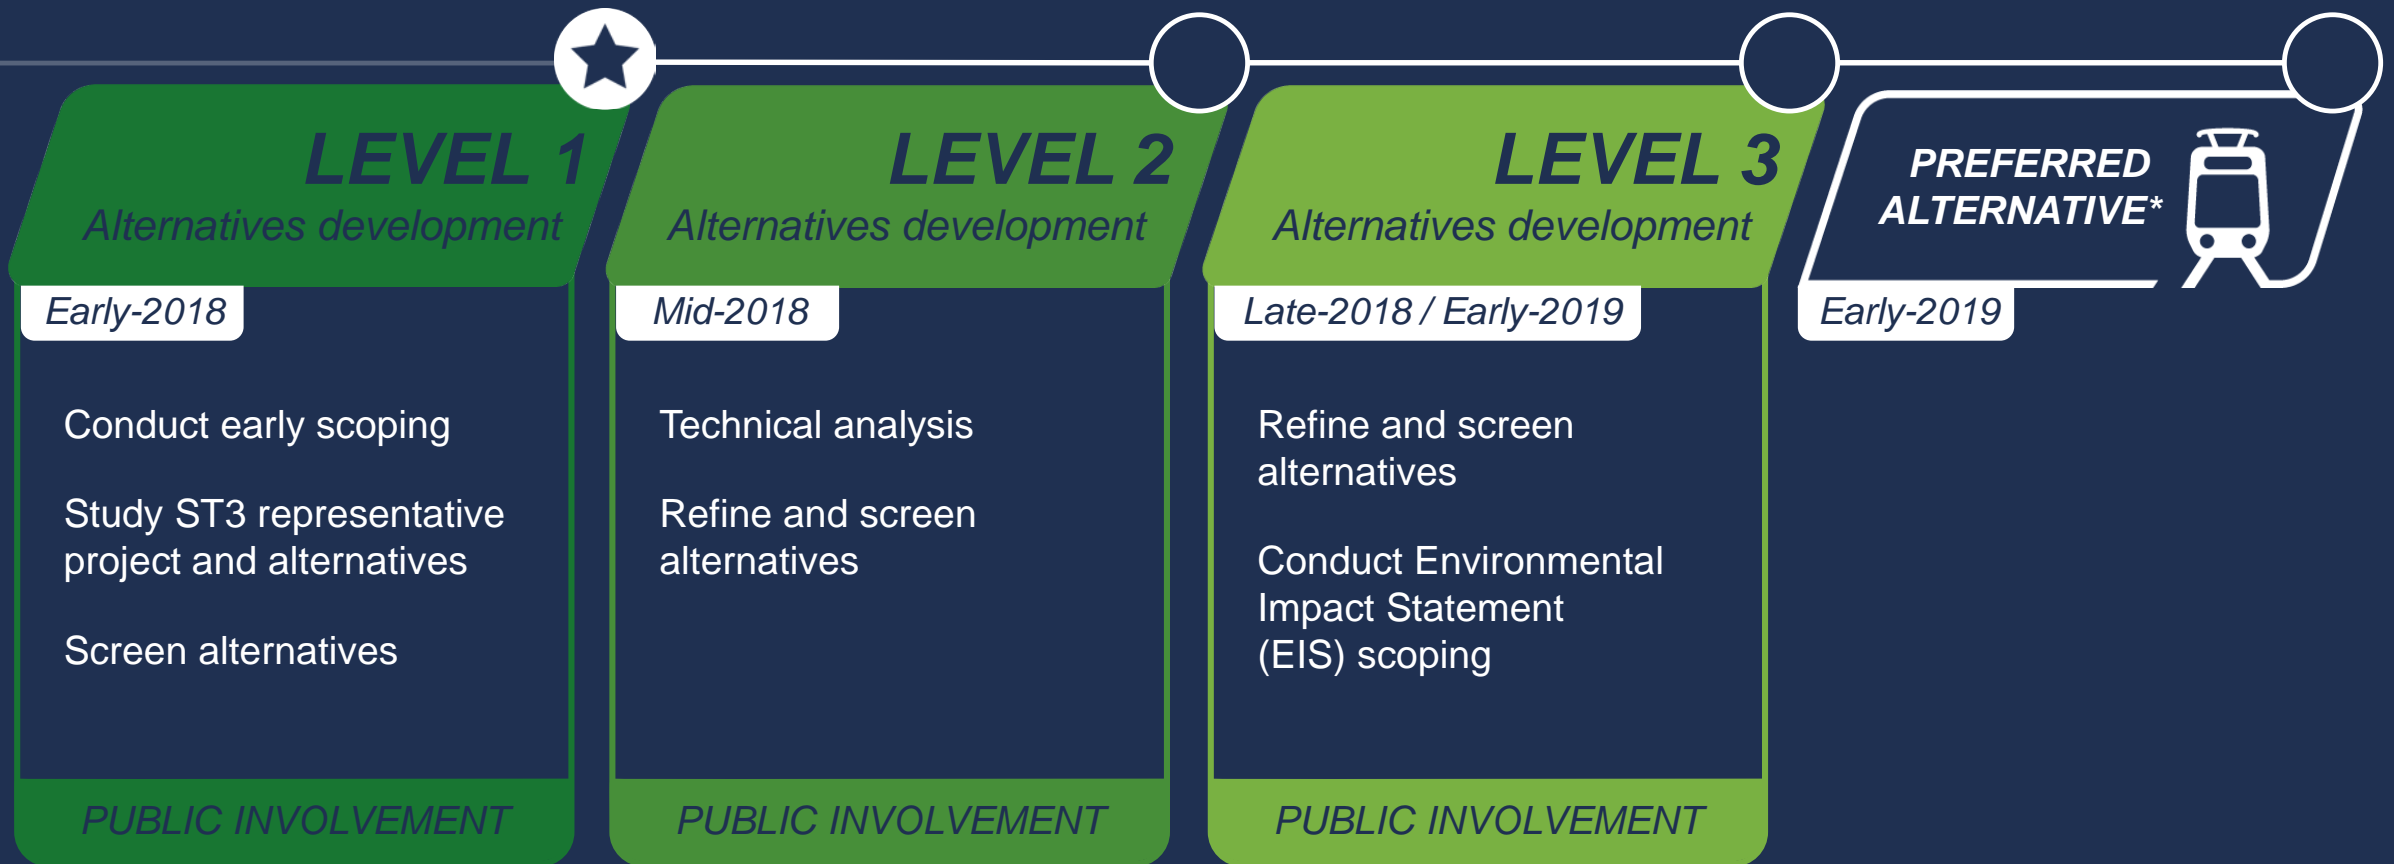 LEVEL 1
Alternatives development
Early-2018
Conduct early scoping
Study ST3 representative
project and alternatives
Screen alternatives
PUBLIC INVOLVEMENT
LEVEL 2
Alternatives development
Mid-2018
Technical analysis
Refine and screen
alternatives
PUBLIC INVOLVEMENT
LEVEL 3
Alternatives development
Late-2018 / Early-2019
Refine and screen
alternatives
Conduct Environmental
Impact Statement
(EIS) scoping
PUBLIC INVOLVEMENT
PREFERRED
ALTERNATIVE*
Early-2019